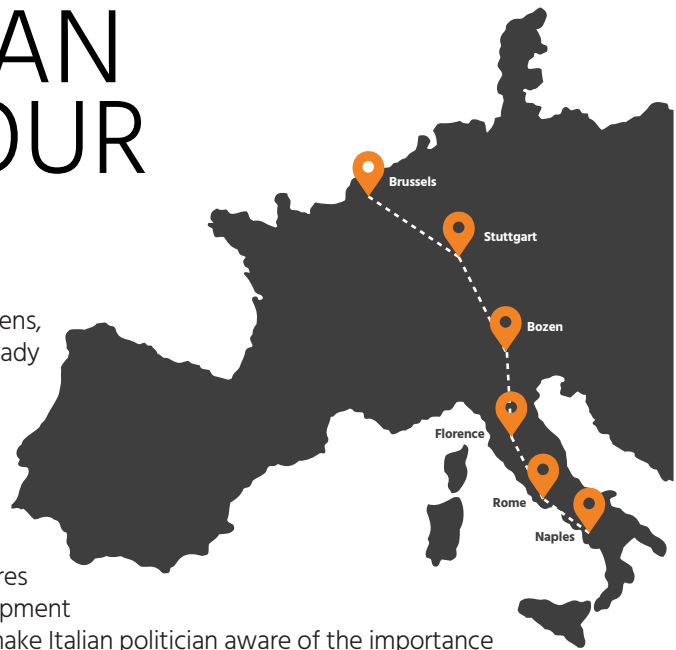 AN
OUR
Brussels
Stuttgart
ens,
Bozen
ady
Florence
Rome
Naples
res
pment
make Italian politician aware of the importance